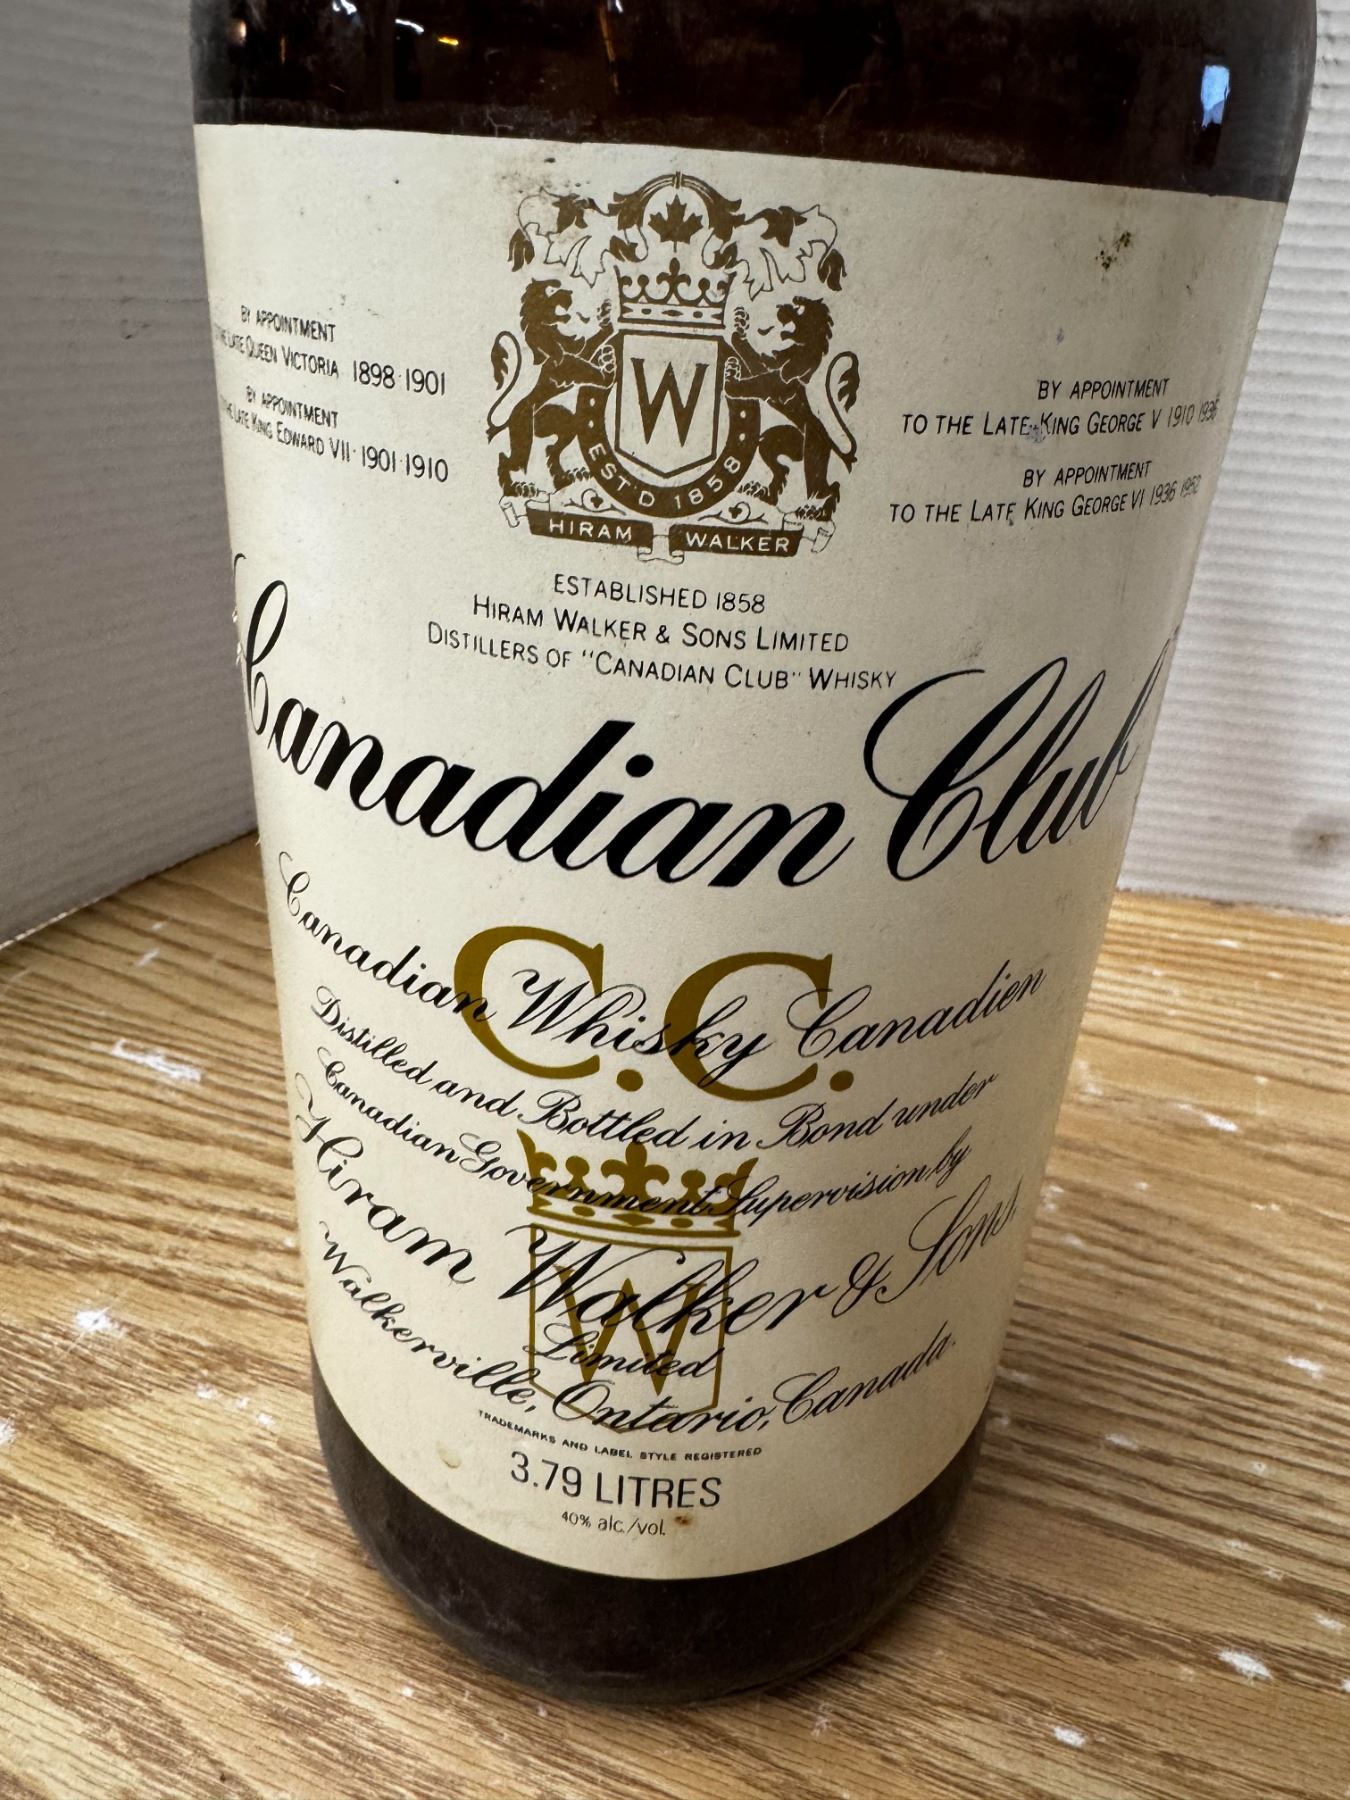 BY APPOINTMENT
LATE QUEEN VICTORIA 1898·1901
BY APPOINTMENT
LATE KING EDWARD VII·1901·1910
W
EST'D 1858
HIRAM WALKER
BY APPOINTMENT
TO THE LATE KING GEORGE V 1910 1936
BY APPOINTMENT
TO THE LATE KING GEORGE VI 1936 1952
ESTABLISHED 1858
HIRAM WALKER & SONS LIMITED
DISTILLERS OF "CANADIAN CLUB" WHISKY
Canadian Club
C.C.
Canadian Whisky Canadien
Distilled and Bottled in Bond under
Canadian Government Supervision by
Hiram Walker & Sons
W
Limited
Walkerville, Ontario, Canada.
TRADEMARKS AND LABEL STYLE REGISTERED
3.79 LITRES
40% alc./vol.